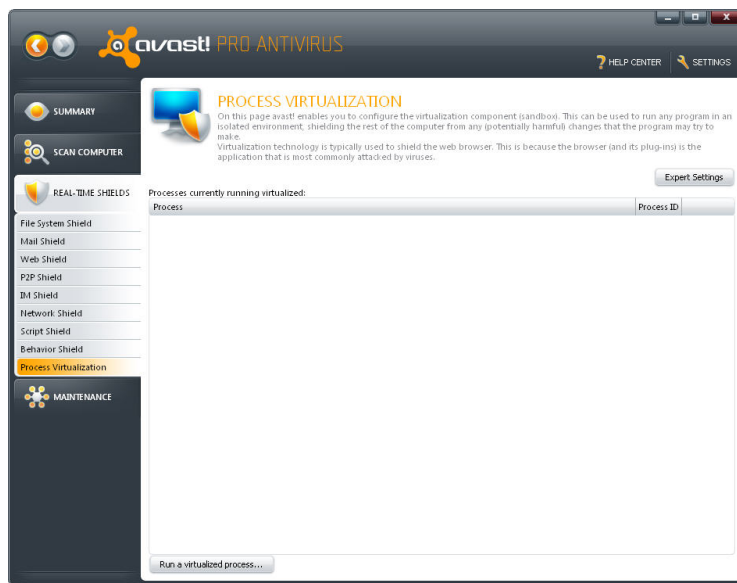 avast! PRO ANTIVIRUS
? HELP CENTER
SETTINGS
SUMMARY
SCAN COMPUTER
REAL-TIME SHIELDS
File System Shield
Mail Shield
Web Shield
P2P Shield
IM Shield
Network Shield
Script Shield
Behavior Shield
Process Virtualization
MAINTENANCE
PROCESS VIRTUALIZATION
On this page avast! enables you to configure the virtualization component (sandbox). This can be used to run any program in an
isolated environment, shielding the rest of the computer from any (potentially harmful) changes that the program may try to
make.
Virtualization technology is typically used to shield the web browser. This is because the browser (and its plug-ins) is the
application that is most commonly attacked by viruses.
Expert Settings
Processes currently running virtualized:
Process
Process ID
Run a virtualized process...